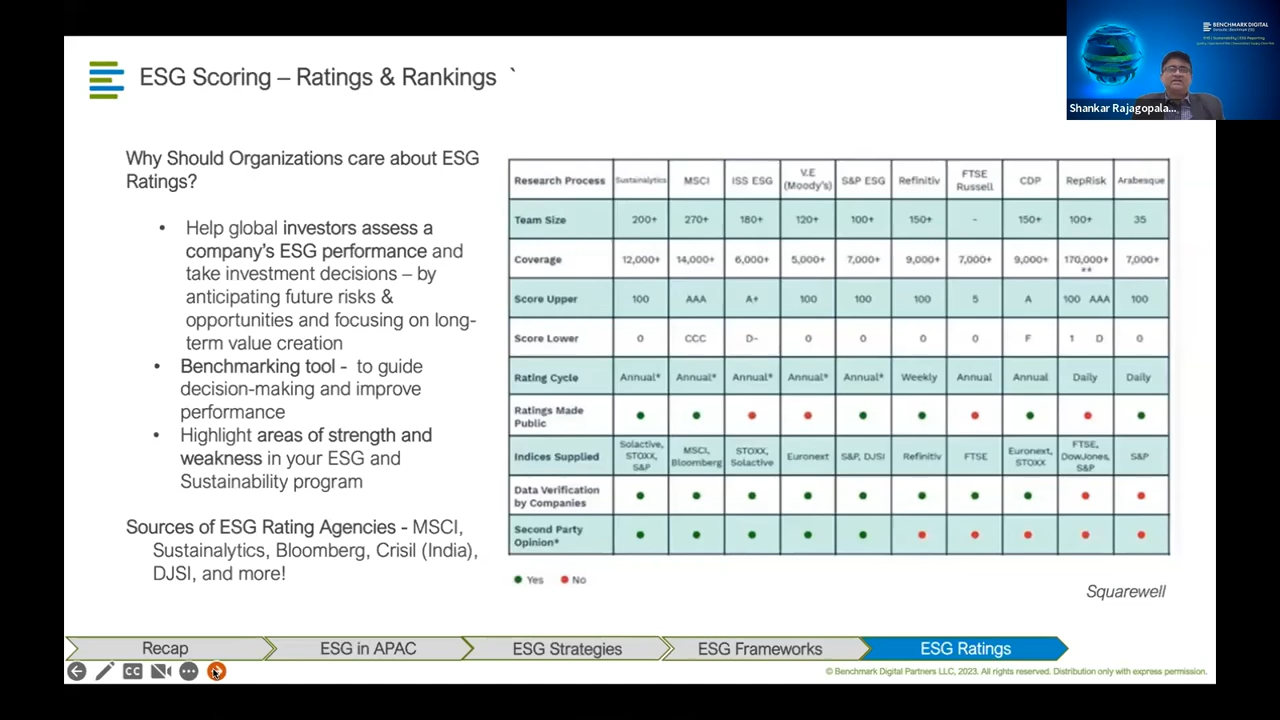 ESG Scoring – Ratings & Rankings `
BENCHMARK DIGITAL
Shankar Rajagopala...
Why Should Organizations care about ESG
Ratings?
• Help global investors assess a
company's ESG performance and
take investment decisions – by
anticipating future risks &
opportunities and focusing on long-
term value creation
• Benchmarking tool - to guide
decision-making and improve
performance
• Highlight areas of strength and
weakness in your ESG and
Sustainability program
Sources of ESG Rating Agencies - MSCI,
Sustainalytics, Bloomberg, Crisil (India),
DJSI, and more!
Research Process Sustainalytics MSCI ISS ESG V.E (Moody's) S&P ESG Refinitiv FTSE Russell CDP RepRisk Arabesque
Team Size 200+ 270+ 180+ 120+ 100+ 150+ - 150+ 100+ 35
Coverage 12,000+ 14,000+ 6,000+ 5,000+ 7,000+ 9,000+ 7,000+ 9,000+ 170,000+ ** 7,000+
Score Upper 100 AAA A+ 100 100 100 5 A 100 AAA 100
Score Lower 0 CCC D- 0 0 0 0 F 1 D 0
Rating Cycle Annual* Annual* Annual* Annual* Annual* Weekly Annual Annual Daily Daily
Ratings Made Public
Indices Supplied Solactive, STOXX, S&P MSCI, Bloomberg STOXX, Solactive Euronext S&P, DJSI Refinitiv FTSE Euronext, STOXX FTSE, DowJones, S&P S&P
Data Verification by Companies
Second Party Opinion*
Yes No
Squarewell
Recap ESG in APAC ESG Strategies ESG Frameworks ESG Ratings
CC
© Benchmark Digital Partners LLC, 2023. All rights reserved. Distribution only with express permission.